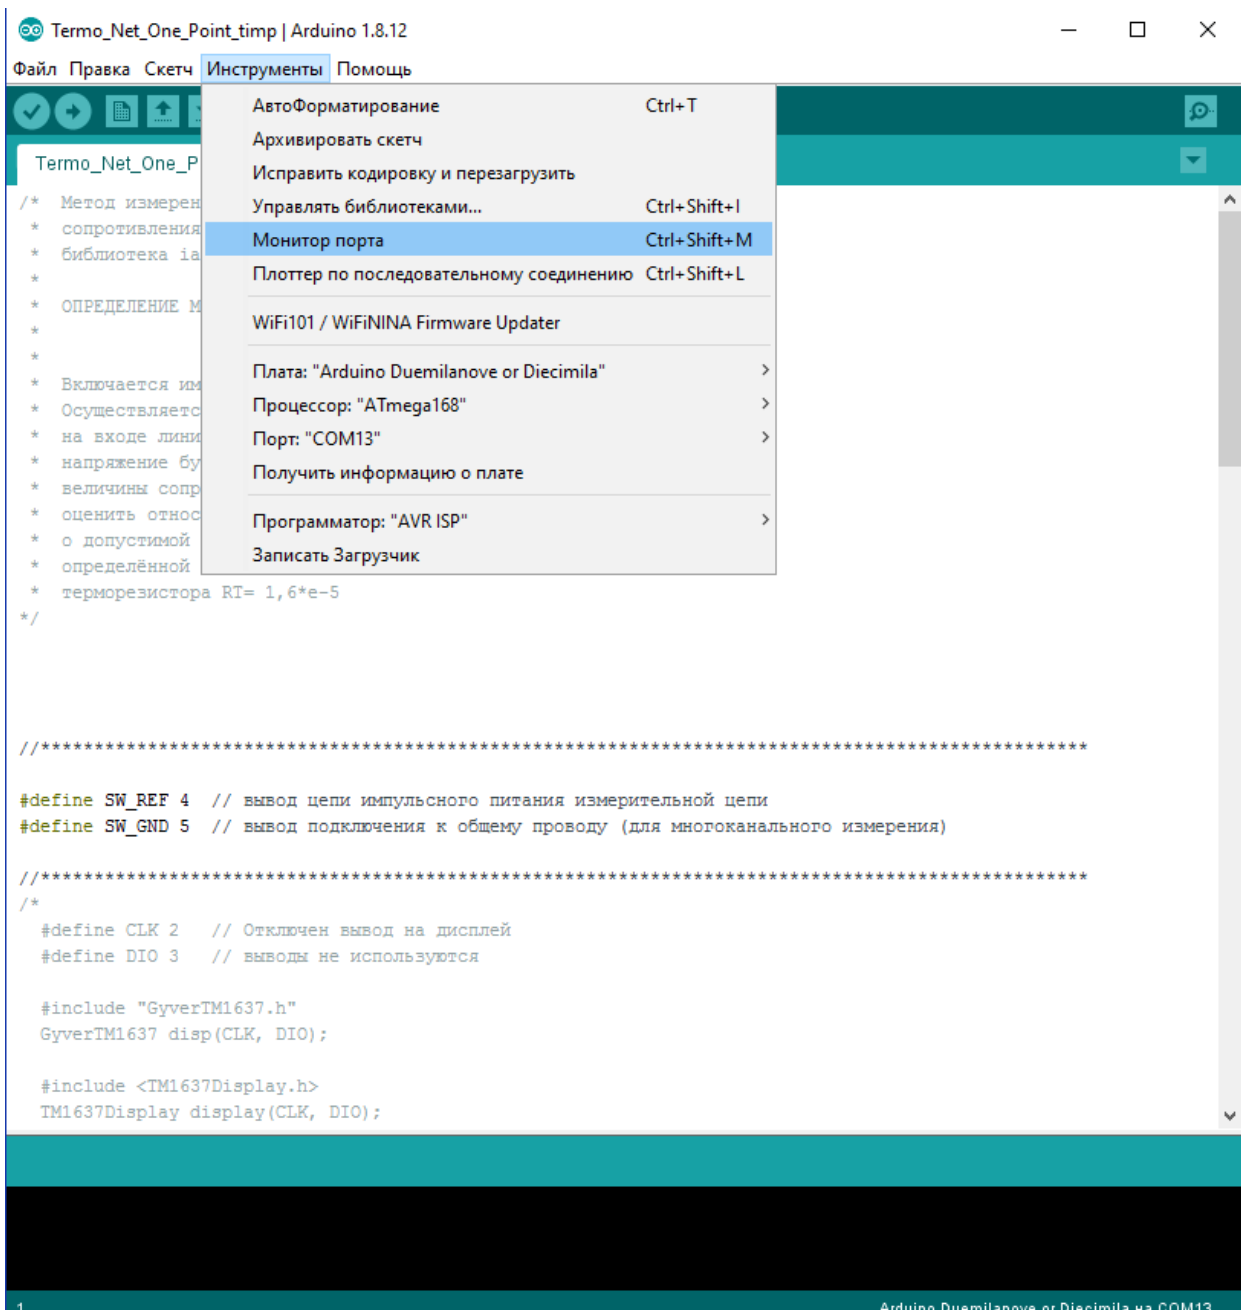 Termo_Net_One_Point_timp | Arduino 1.8.12
Файл Правка Скетч Инструменты Помощь
АвтоФорматирование Ctrl+T
Архивировать скетч
Исправить кодировку и перезагрузить
Управлять библиотеками... Ctrl+Shift+I
Монитор порта Ctrl+Shift+M
Плоттер по последовательному соединению Ctrl+Shift+L
WiFi101 / WiFiNINA Firmware Updater
Плата: "Arduino Duemilanove or Diecimila"
Процессор: "ATmega168"
Порт: "COM13"
Получить информацию о плате
Программатор: "AVR ISP"
Записать Загрузчик
Termo_Net_One_P
/* Метод измерен
* сопротивления
* библиотека ia
*
* ОПРЕДЕЛЕНИЕ М
*
*
* Включается им
* Осуществляетс
* на входе лини
* напряжение бу
* величины сопр
* оценить относ
* о допустимой
* определённой
* терморезистора RT= 1,6*e-5
*/
//***************************************************************************************************
#define SW_REF 4 // вывод цепи импульсного питания измерительной цепи
#define SW_GND 5 // вывод подключения к общему проводу (для многоканального измерения)
//***************************************************************************************************
/*
#define CLK 2 // Отключен вывод на дисплей
#define DIO 3 // выводы не используются
#include "GyverTM1637.h"
GyverTM1637 disp(CLK, DIO);
#include <TM1637Display.h>
TM1637Display display(CLK, DIO);
1 Arduino Duemilanove or Diecimila на COM13